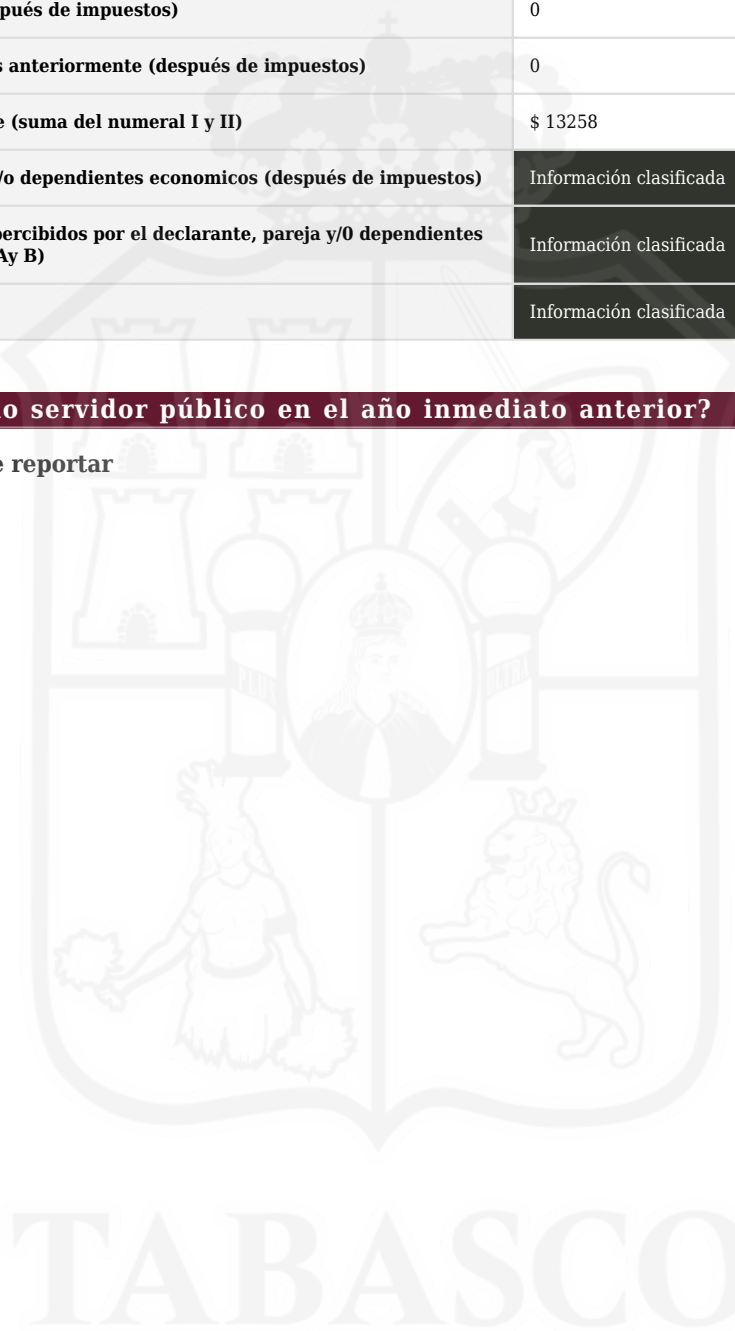 pués de impuestos) 0
s anteriormente (después de impuestos) 0
e (suma del numeral I y II) $ 13258
/o dependientes economicos (después de impuestos) Información clasificada
percibidos por el declarante, pareja y/0 dependientes
Ay B) Información clasificada
Información clasificada
o servidor público en el año inmediato anterior?
e reportar
PLUS ULTRA
TABASCO